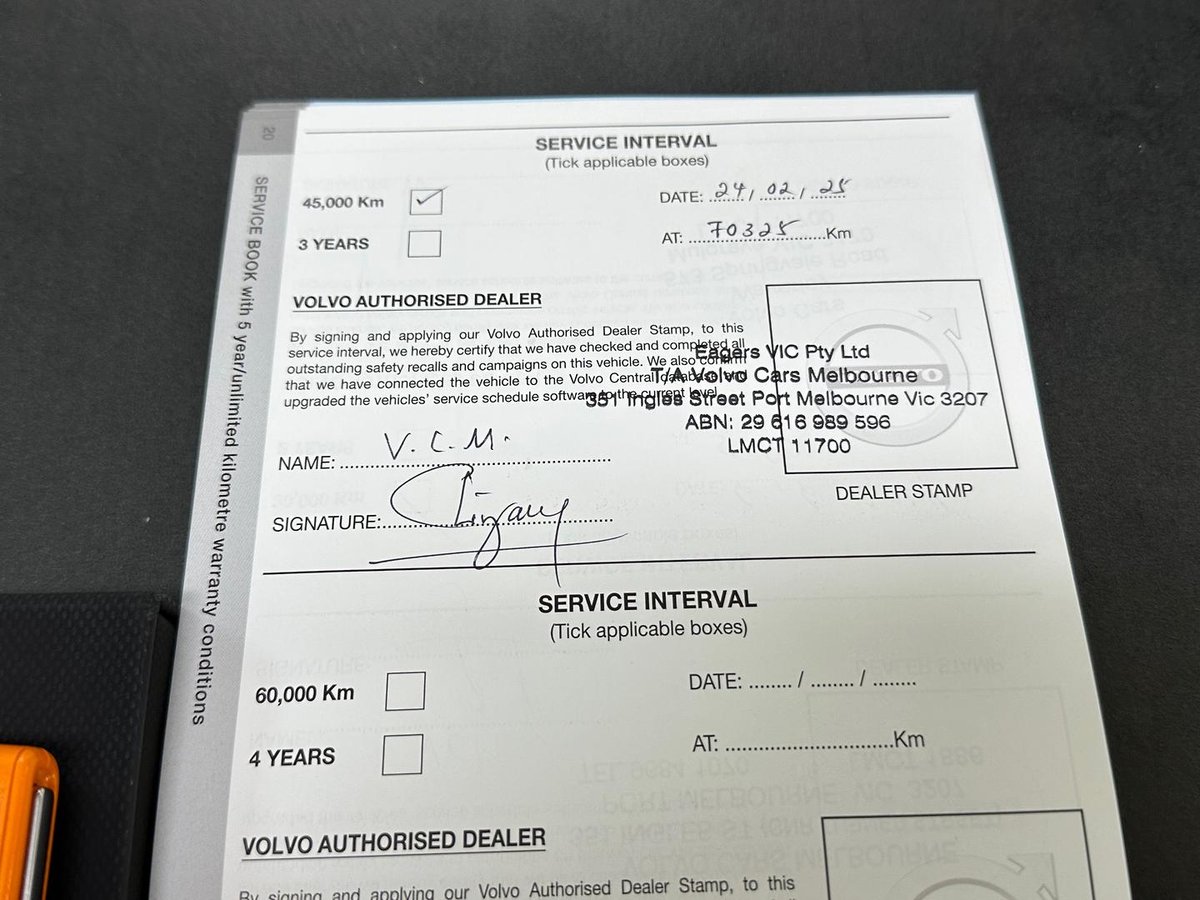 20
SERVICE BOOK with 5 year/unlimited kilometre warranty conditions
SERVICE INTERVAL
(Tick applicable boxes)
45,000 Km
DATE: 24 / 02 / 25
3 YEARS
AT: 70325 Km
VOLVO AUTHORISED DEALER
By signing and applying our Volvo Authorised Dealer Stamp, to this
service interval, we hereby certify that we have checked and completed all
outstanding safety recalls and campaigns on this vehicle. We also confirm
that we have connected the vehicle to the Volvo Central database and
upgraded the vehicles' service schedule software to the current level.
Eagers VIC Pty Ltd
T/A Volvo Cars Melbourne
351 Ingles Street Port Melbourne Vic 3207
ABN: 29 616 989 596
LMCT 11700
NAME: V.C.M.
SIGNATURE:
DEALER STAMP
SERVICE INTERVAL
(Tick applicable boxes)
60,000 Km
DATE: ........ / ........ / ........
4 YEARS
AT: ..............................Km
VOLVO AUTHORISED DEALER
By signing and applying our Volvo Authorised Dealer Stamp, to this